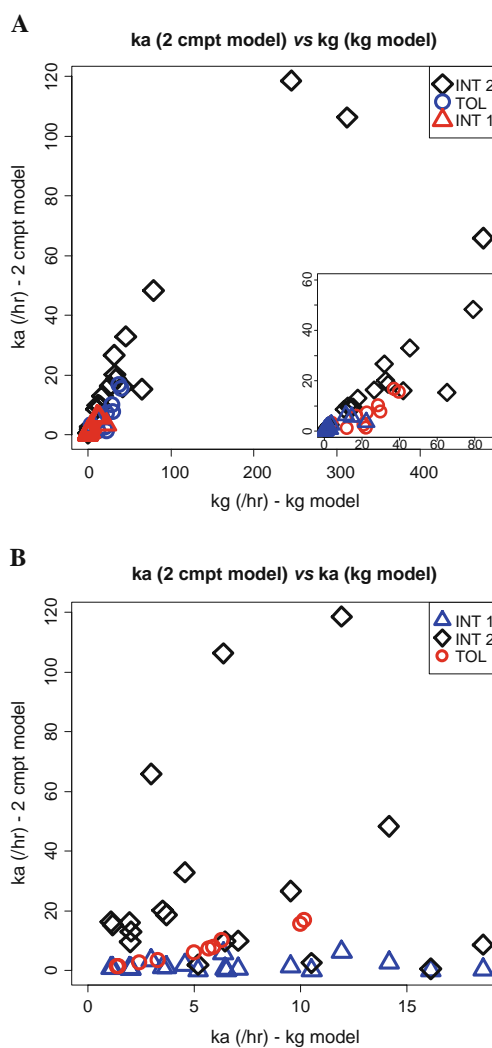 A
ka (2 cmpt model) vs kg (kg model)
INT 2
TOL
INT 1
ka (/hr) - 2 cmpt model
0 20 40 60 80 100 120
0 20 40 60
0 20 40 60 80
0 100 200 300 400
kg (/hr) - kg model
B
ka (2 cmpt model) vs ka (kg model)
INT 1
INT 2
TOL
ka (/hr) - 2 cmpt model
0 20 40 60 80 100 120
0 5 10 15
ka (/hr) - kg model